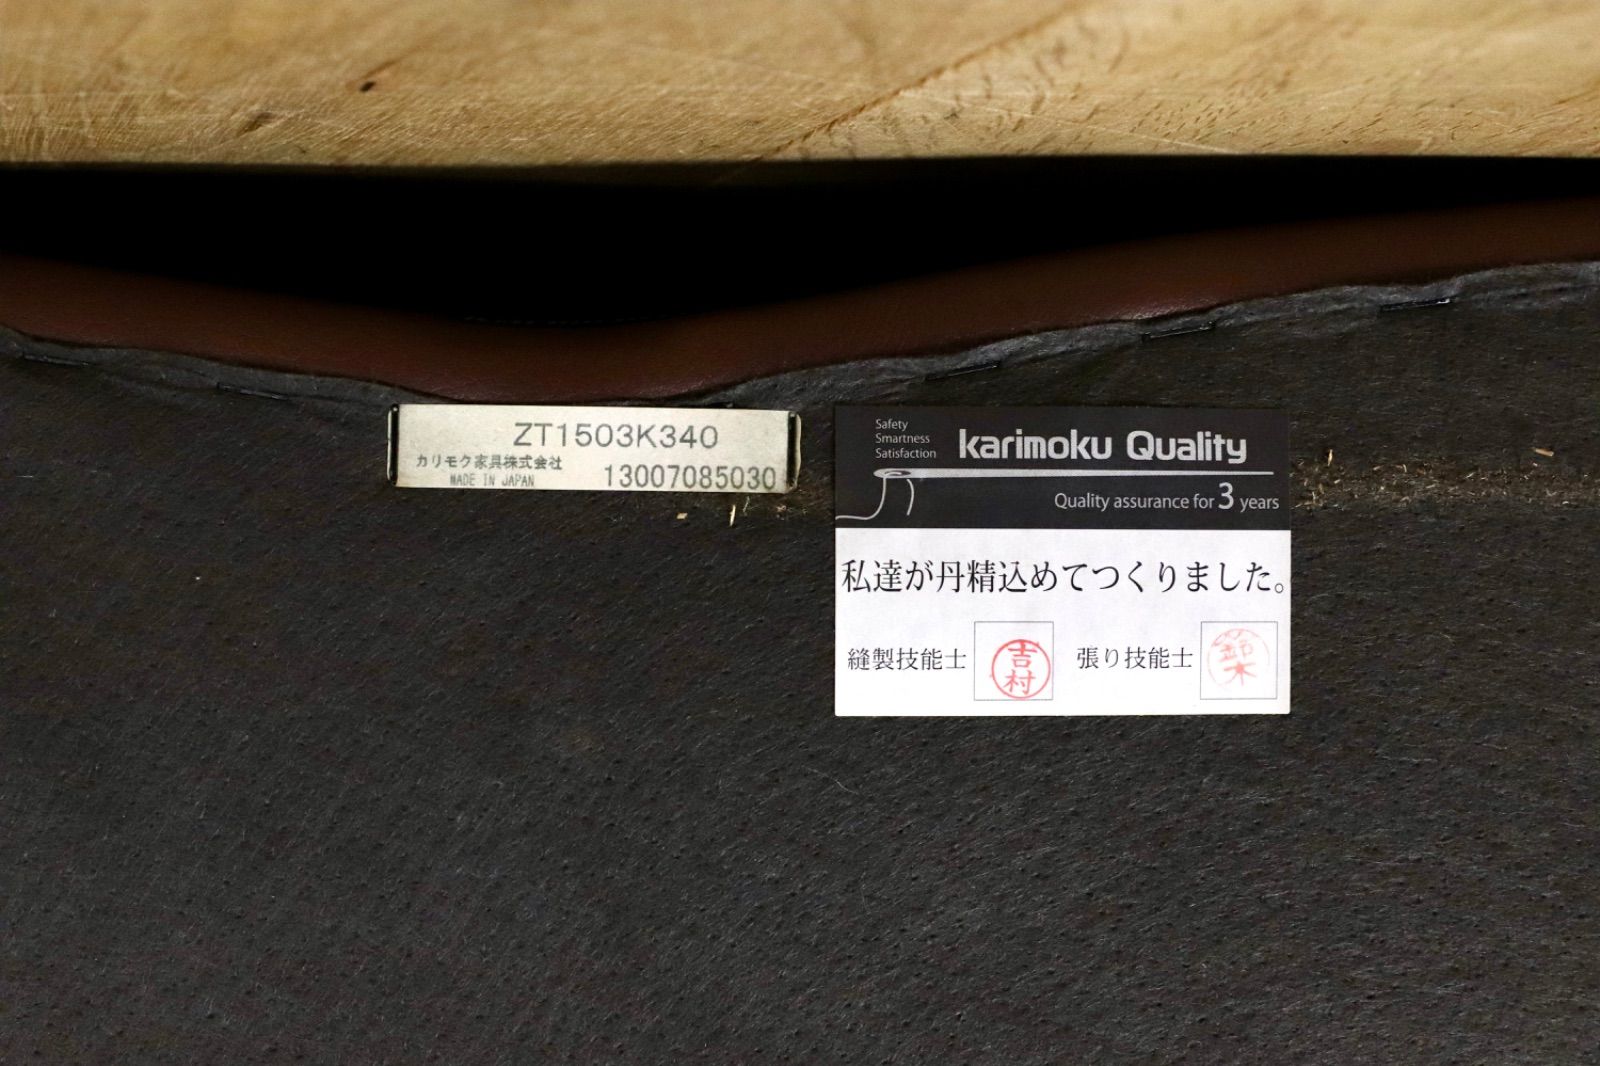 ZT1503K340
カリモク家具株式会社
MADE IN JAPAN
13007085030
Safety
Smartness
Satisfaction
karimoku Quality
Quality assurance for 3 years
私達が丹精込めてつくりました。
縫製技能士 吉村 張り技能士 鈴木